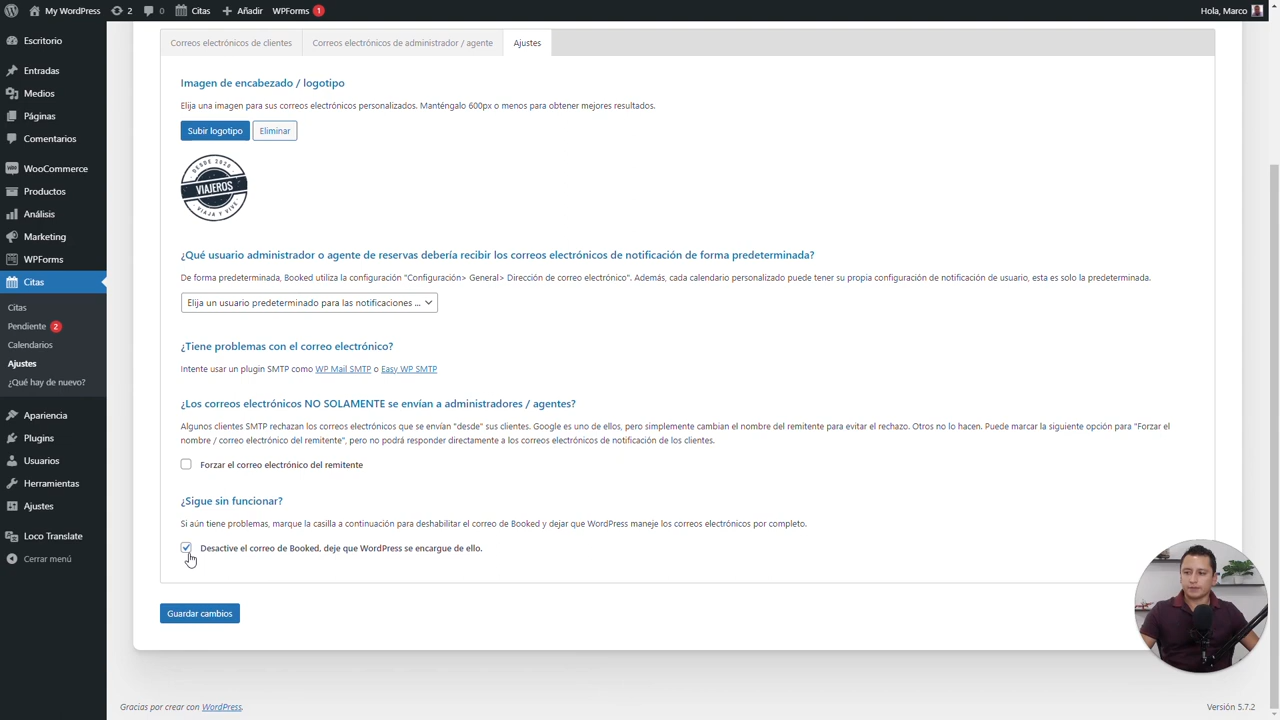 My WordPress
2
0
Citas
Añadir
WPForms
1
Hola, Marco
Escritorio
Entradas
Medios
Páginas
Comentarios
WooCommerce
Productos
Análisis
Marketing
WPForms
Citas
Citas
Pendiente 2
Calendarios
Ajustes
¿Qué hay de nuevo?
Apariencia
Plugins
Usuarios
Herramientas
Ajustes
Loco Translate
Cerrar menú
Correos electrónicos de clientes
Correos electrónicos de administrador / agente
Ajustes
Imagen de encabezado / logotipo
Elija una imagen para sus correos electrónicos personalizados. Manténgalo 600px o menos para obtener mejores resultados.
Subir logotipo
Eliminar
DESDE 2020
VIAJEROS
VIAJA Y VIVE
¿Qué usuario administrador o agente de reservas debería recibir los correos electrónicos de notificación de forma predeterminada?
De forma predeterminada, Booked utiliza la configuración "Configuración> General> Dirección de correo electrónico". Además, cada calendario personalizado puede tener su propia configuración de notificación de usuario, esta es solo la predeterminada.
Elija un usuario predeterminado para las notificaciones ...
¿Tiene problemas con el correo electrónico?
Intente usar un plugin SMTP como WP Mail SMTP o Easy WP SMTP
¿Los correos electrónicos NO SOLAMENTE se envían a administradores / agentes?
Algunos clientes SMTP rechazan los correos electrónicos que se envían "desde" sus clientes. Google es uno de ellos, pero simplemente cambian el nombre del remitente para evitar el rechazo. Otros no lo hacen. Puede marcar la siguiente opción para "Forzar el
nombre / correo electrónico del remitente", pero no podrá responder directamente a los correos electrónicos de notificación de los clientes.
Forzar el correo electrónico del remitente
¿Sigue sin funcionar?
Si aún tiene problemas, marque la casilla a continuación para deshabilitar el correo de Booked y dejar que WordPress maneje los correos electrónicos por completo.
Desactive el correo de Booked, deje que WordPress se encargue de ello.
Guardar cambios
Gracias por crear con WordPress.
Versión 5.7.2